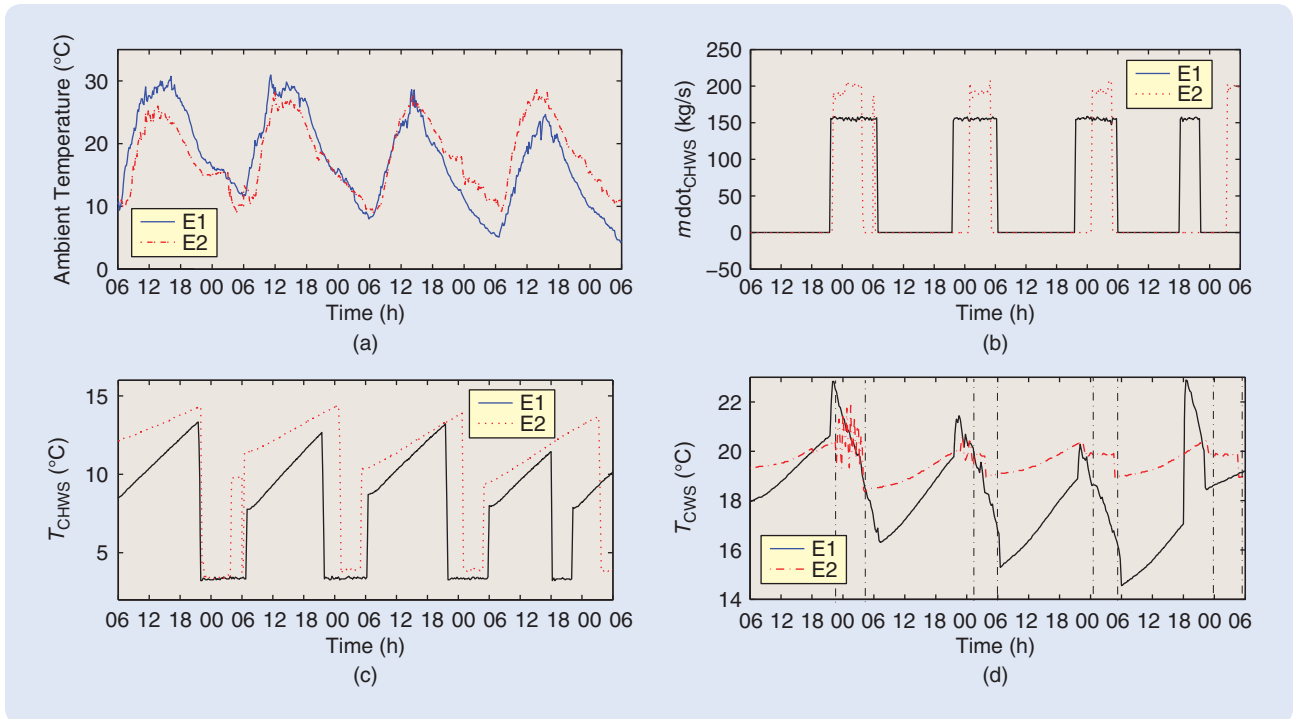 Ambient Temperature (°C)
30
20
10
0
E1
E2
06 12 18 00 06 12 18 00 06 12 18 00 06 12 18 00 06
Time (h)
(a)
mdot_CHWS (kg/s)
250
200
150
100
50
0
−50
E1
E2
06 12 18 00 06 12 18 00 06 12 18 00 06 12 18 00 06
Time (h)
(b)
T_CHWS (°C)
15
10
5
E1
E2
06 12 18 00 06 12 18 00 06 12 18 00 06 12 18 00 06
Time (h)
(c)
T_CWS (°C)
22
20
18
16
14
E1
E2
06 12 18 00 06 12 18 00 06 12 18 00 06 12 18 00 06
Time (h)
(d)